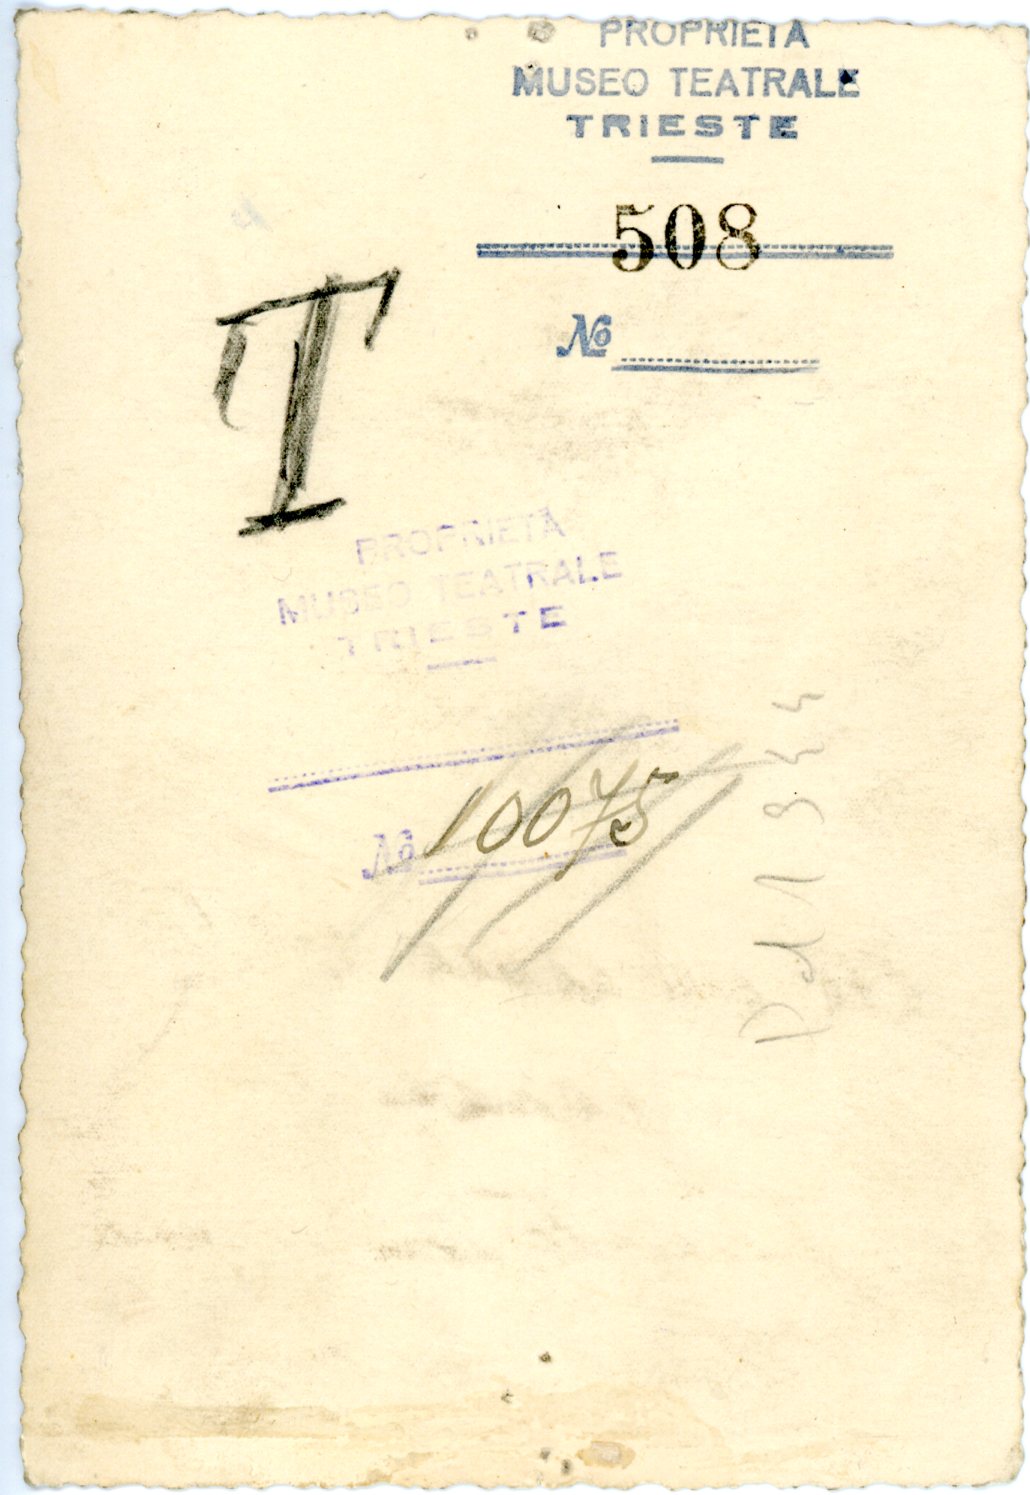 PROPRIETÀ
MUSEO TEATRALE
TRIESTE
508
No
T
PROPRIETÀ
MUSEO TEATRALE
TRIESTE
No 10075